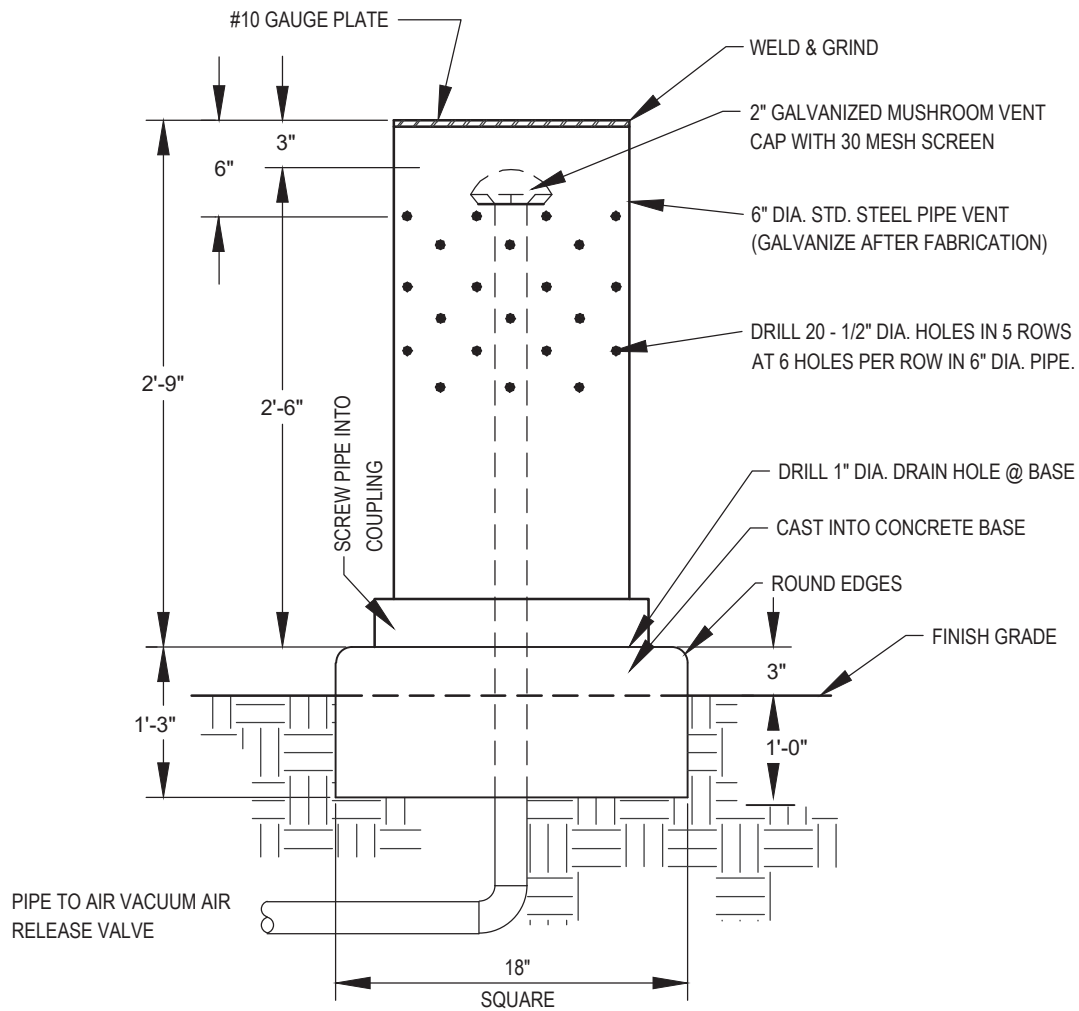 #10 GAUGE PLATE
WELD & GRIND
2" GALVANIZED MUSHROOM VENT
CAP WITH 30 MESH SCREEN
3"
6"
6" DIA. STD. STEEL PIPE VENT
(GALVANIZE AFTER FABRICATION)
DRILL 20 - 1/2" DIA. HOLES IN 5 ROWS
AT 6 HOLES PER ROW IN 6" DIA. PIPE.
2'-9"
2'-6"
SCREW PIPE INTO
COUPLING
DRILL 1" DIA. DRAIN HOLE @ BASE
CAST INTO CONCRETE BASE
ROUND EDGES
FINISH GRADE
3"
1'-3"
1'-0"
PIPE TO AIR VACUUM AIR
RELEASE VALVE
18"
SQUARE